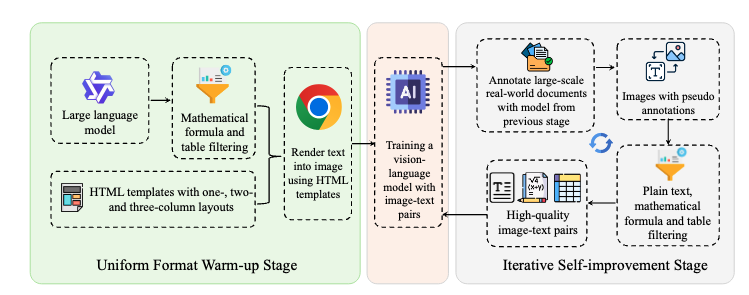 Large language
model
Mathematical
formula and
table filtering
HTML templates with one-, two-
and three-column layouts
Render text
into image
using HTML
templates
Uniform Format Warm-up Stage
AI
Training a
vision-
language
model with
image-text
pairs
Annotate large-scale
real-world documents
with model from
previous stage
T
Images with pseudo
annotations
Plain text,
mathematical
formula and table
filtering
T
√4
(x+y)
High-quality
image-text pairs
Iterative Self-improvement Stage